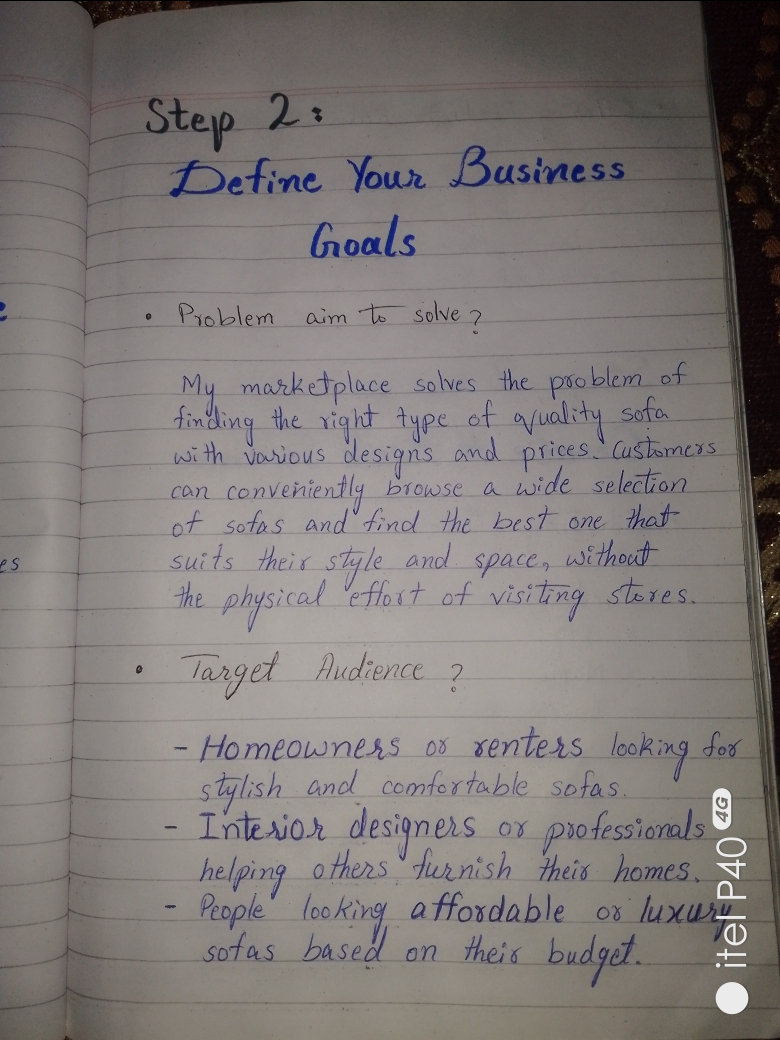 Step 2:
Define Your Business
Goals
• Problem aim to solve?
My marketplace solves the problem of
finding the right type of quality sofa
with various designs and prices. Customers
can conveniently browse a wide selection
of sofas and find the best one that
suits their style and space, without
the physical effort of visiting stores.
• Target Audience?
- Homeowners or renters looking for
stylish and comfortable sofas.
- Interior designers or professionals
helping others furnish their homes.
- People looking affordable or luxury
sofas based on their budget.
e
es
itel P40 4G